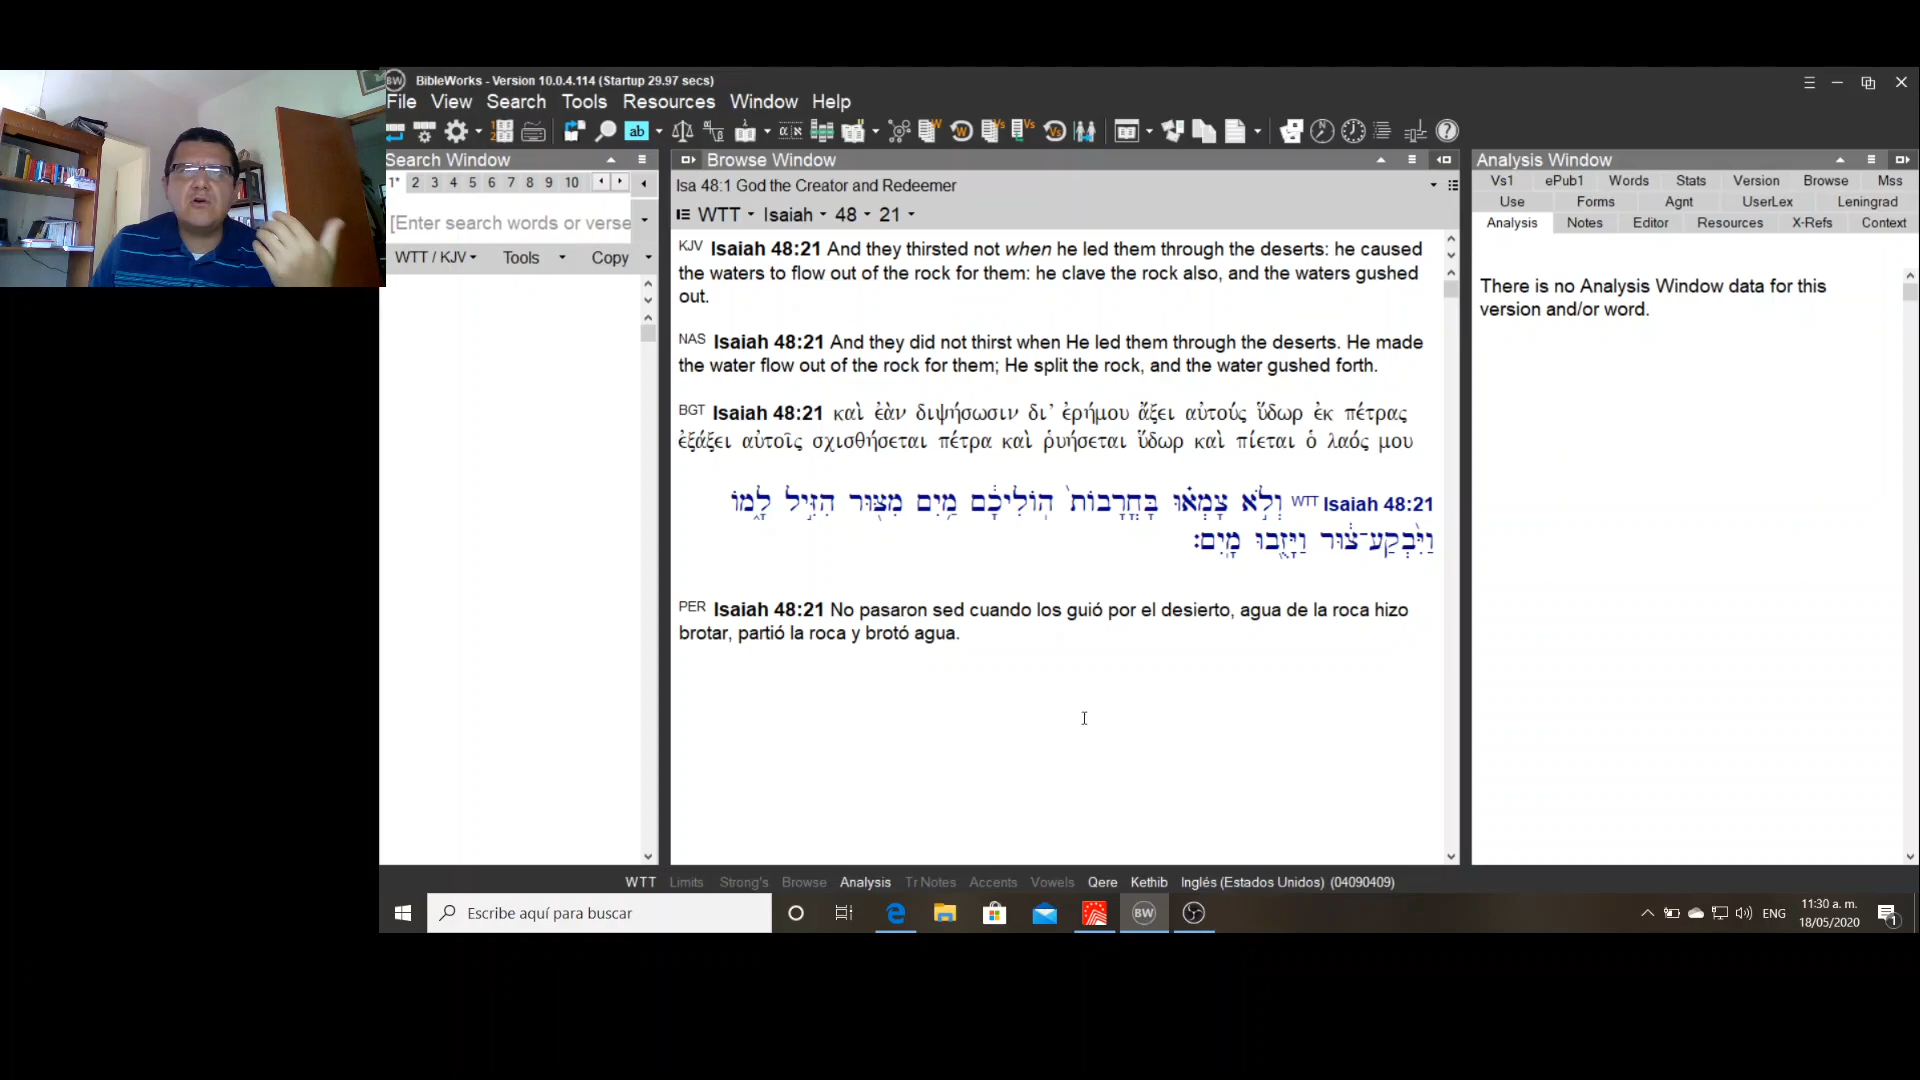 BW BibleWorks - Version 10.0.4.114 (Startup 29.97 secs)
File View Search Tools Resources Window Help
Search Window
1* 2 3 4 5 6 7 8 9 10
[Enter search words or verse
WTT / KJV Tools Copy
Browse Window
Isa 48:1 God the Creator and Redeemer
WTT Isaiah 48 21
KJV Isaiah 48:21 And they thirsted not when he led them through the deserts: he caused
the waters to flow out of the rock for them: he clave the rock also, and the waters gushed
out.
NAS Isaiah 48:21 And they did not thirst when He led them through the deserts. He made
the water flow out of the rock for them; He split the rock, and the water gushed forth.
BGT Isaiah 48:21 καὶ ἐὰν διψήσωσιν δι’ ἐρήμου ἄξει αὐτούς ὕδωρ ἐκ πέτρας
ἐξάξει αὐτοῖς σχισθήσεται πέτρα καὶ ῥυήσεται ὕδωρ καὶ πίεται ὁ λαός μου
WTT Isaiah 48:21 וְלֹ֣א צָמְא֗וּ בָּחֳרָבוֹת֙ הֽוֹלִיכָ֔ם מַ֥יִם מִצּ֖וּר הִזִּ֣יל לָ֑מוֹ
וַיִּ֙בְקַע־צ֔וּר וַיָּזֻ֖בוּ מָֽיִם׃
PER Isaiah 48:21 No pasaron sed cuando los guió por el desierto, agua de la roca hizo
brotar, partió la roca y brotó agua.
Analysis Window
Vs1 ePub1 Words Stats Version Browse Mss
Use Forms Agnt UserLex Leningrad
Analysis Notes Editor Resources X-Refs Context
There is no Analysis Window data for this
version and/or word.
WTT Limits Strong's Browse Analysis Tr Notes Accents Vowels Qere Kethib Inglés (Estados Unidos) (04090409)
Escribe aquí para buscar
BW
ENG
11:30 a. m.
18/05/2020
1